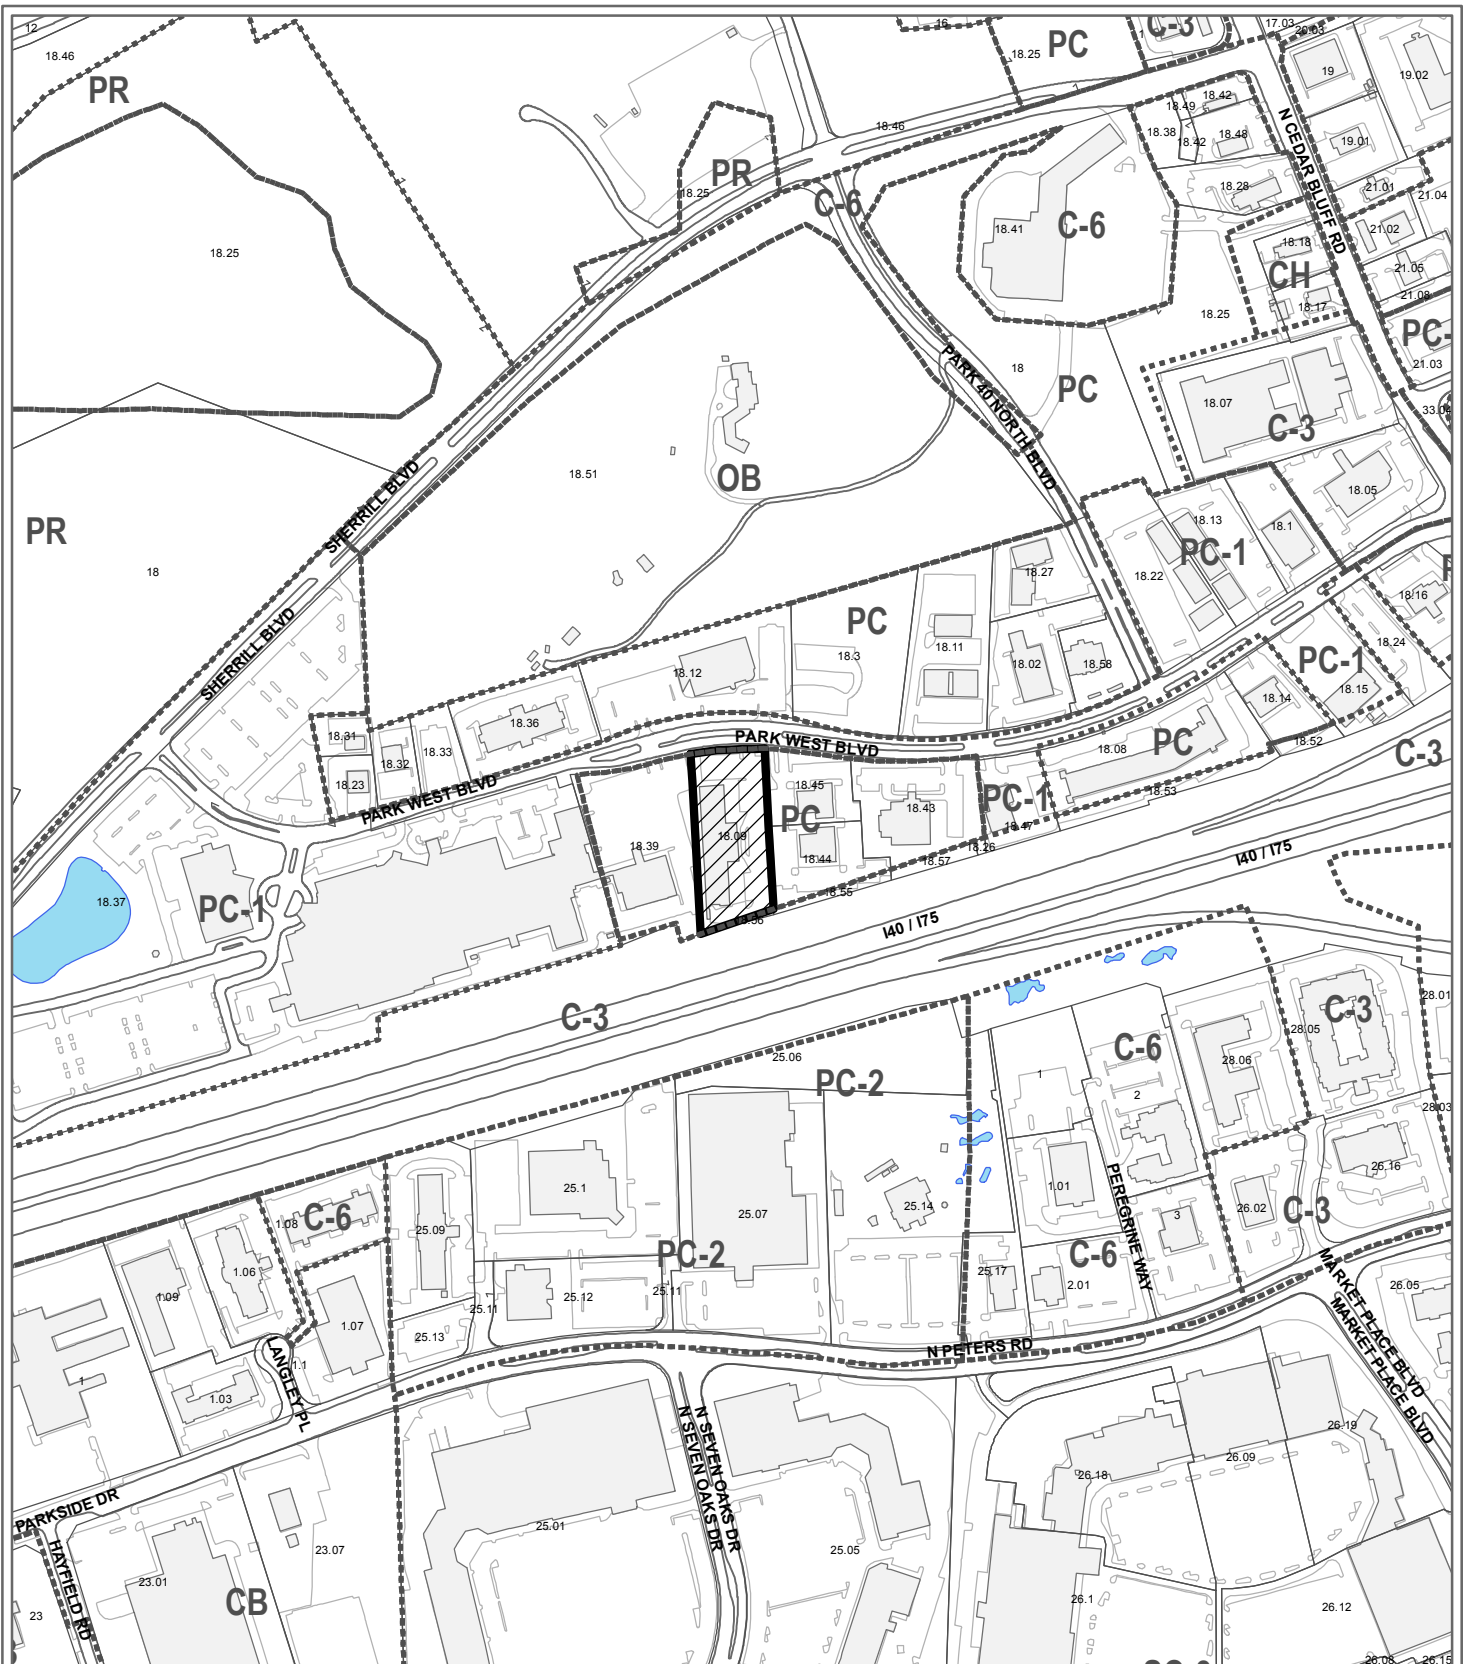 12
18.46
PR
16
18.25
PC
1
C-3
17.03
20.03
19
19.02
18.46
18.49
18.42
18.38
18.42
18.48
19.01
N CEDAR BLUFF RD
PR
18.25
C-6
18.41
C-6
18.28
21.01
21.04
21.02
18.18
CH
18.17
21.05
21.08
18.25
18.25
PC-
21.03
18
PC
PARK 40 NORTH BLVD
18.07
C-3
33.04
18.51
OB
18.05
SHERRILL BLVD
PR
18
18.13
18.1
PC-1
18.22
18.27
18.16
PC
18.3
18.11
18.02
18.58
18.24
PC-1
18.15
18.14
SHERRILL BLVD
18.12
18.36
18.31
18.32
18.33
18.23
PARK WEST BLVD
PARK WEST BLVD
18.08
PC
18.52
C-3
18.53
18.45
PC
18.43
PC-1
18.47
18.09
18.44
18.39
18.57
18.26
18.55
I40 / I75
I40 / I75
18.37
PC-1
C-3
25.06
PC-2
C-6
1
2
28.06
28.05
C-3
28.01
28.03
25.1
25.07
25.14
1.01
PEREGRINE WAY
3
26.02
26.16
C-3
1.08
C-6
25.09
PC-2
25.17
C-6
2.01
1.06
1.09
1.07
25.11
25.12
25.11
25.13
26.05
MARKET PLACE BLVD
MARKET PLACE BLVD
N PETERS RD
LANGLEY PL
1.1
1
1.03
N SEVEN OAKS DR
N SEVEN OAKS DR
26.19
26.09
26.18
PARKSIDE DR
HAYFIELD RD
23.01
23.07
25.01
25.05
23
CB
26.1
26.12
26.08
26.15